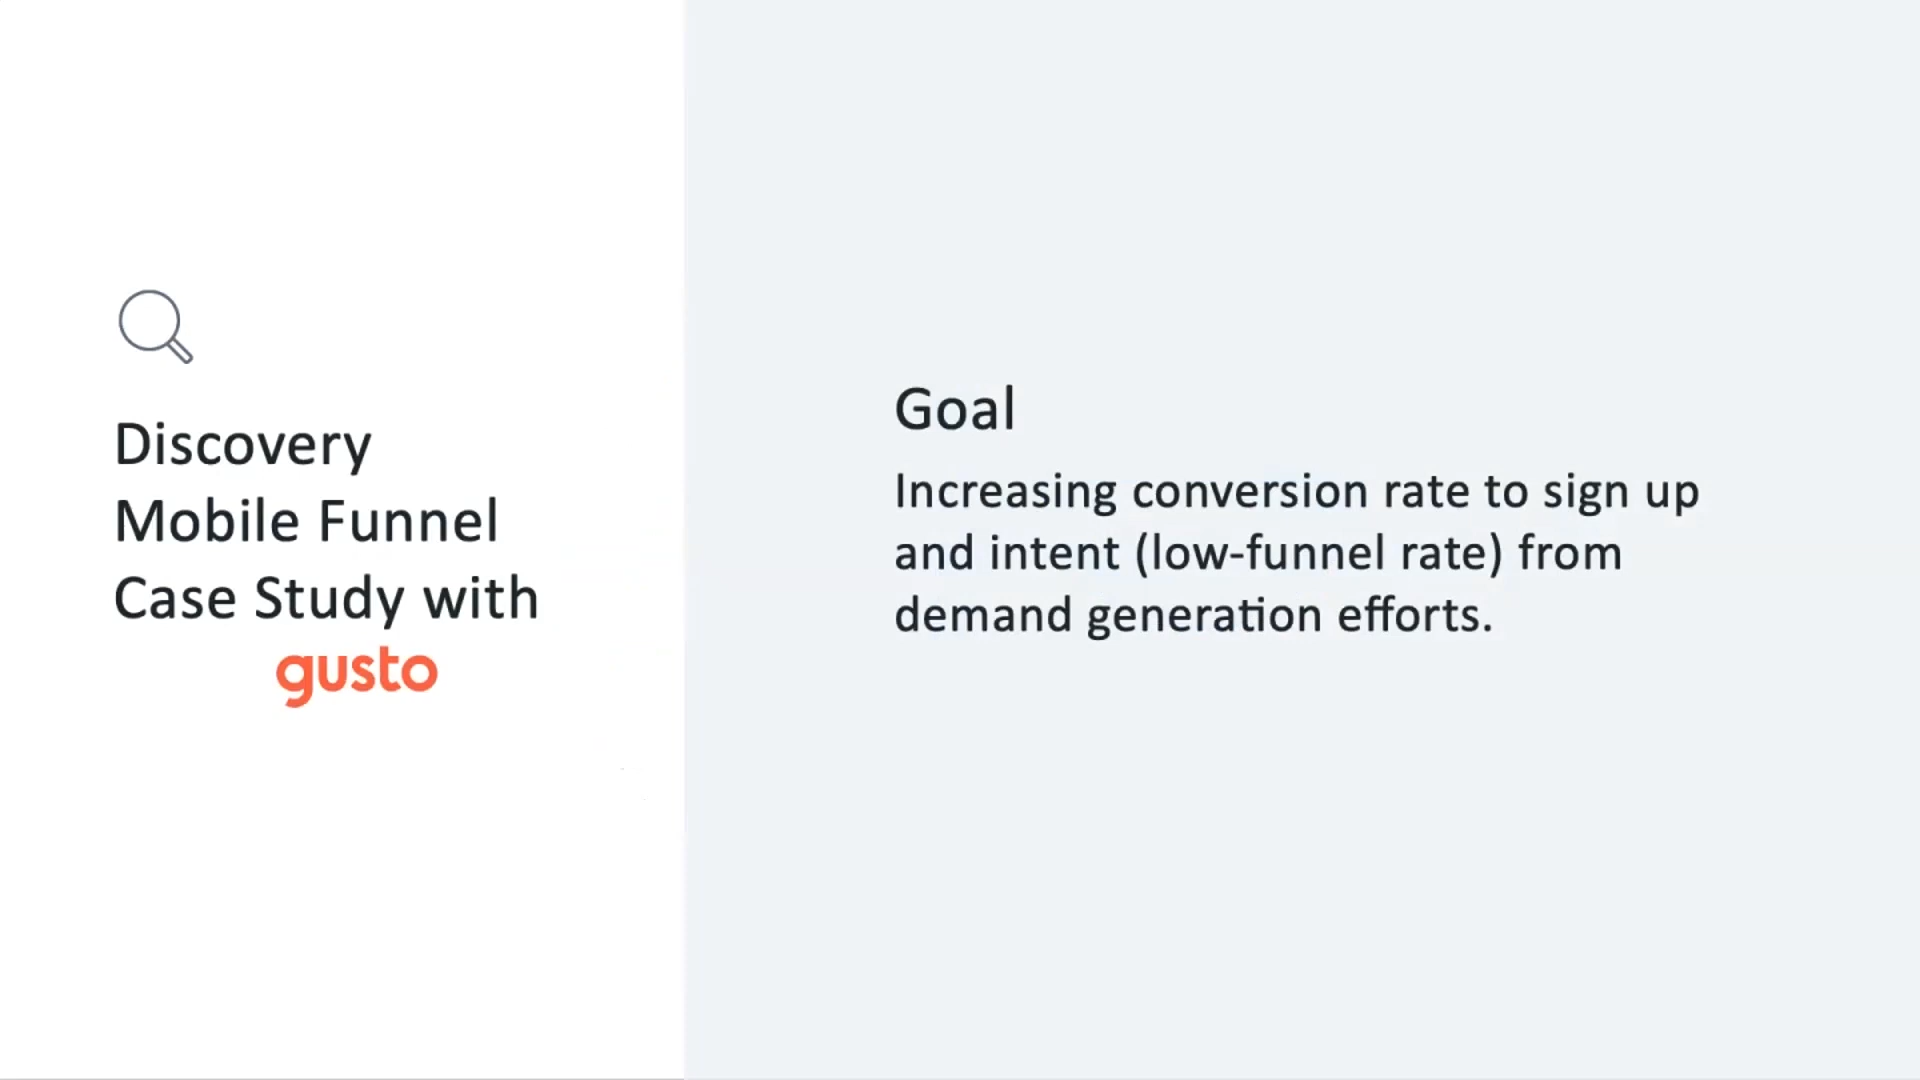 Discovery
Mobile Funnel
Case Study with
gusto
Goal
Increasing conversion rate to sign up
and intent (low-funnel rate) from
demand generation efforts.